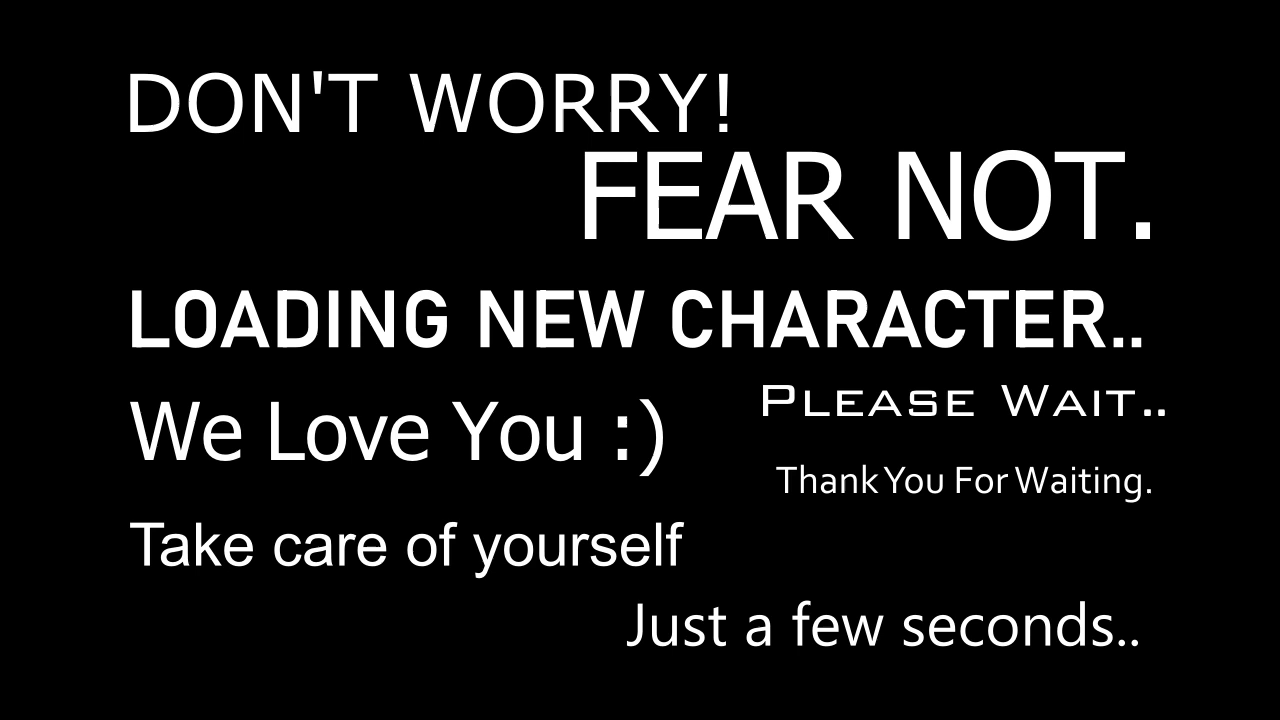 DON'T WORRY!
FEAR NOT.
LOADING NEW CHARACTER..
Please Wait..
We Love You :)
Thank You For Waiting.
Take care of yourself
Just a few seconds..